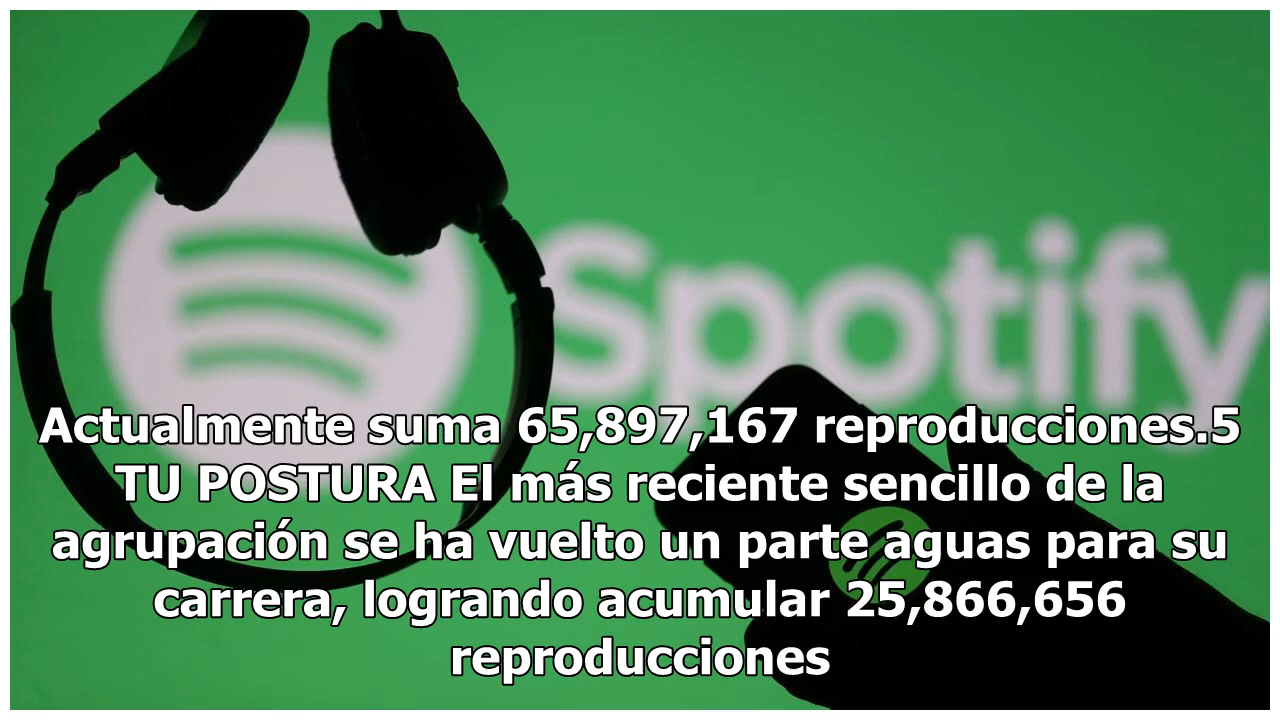 Spotify
Actualmente suma 65,897,167 reproducciones.5
TU POSTURA El más reciente sencillo de la
agrupación se ha vuelto un parte aguas para su
carrera, logrando acumular 25,866,656
reproducciones